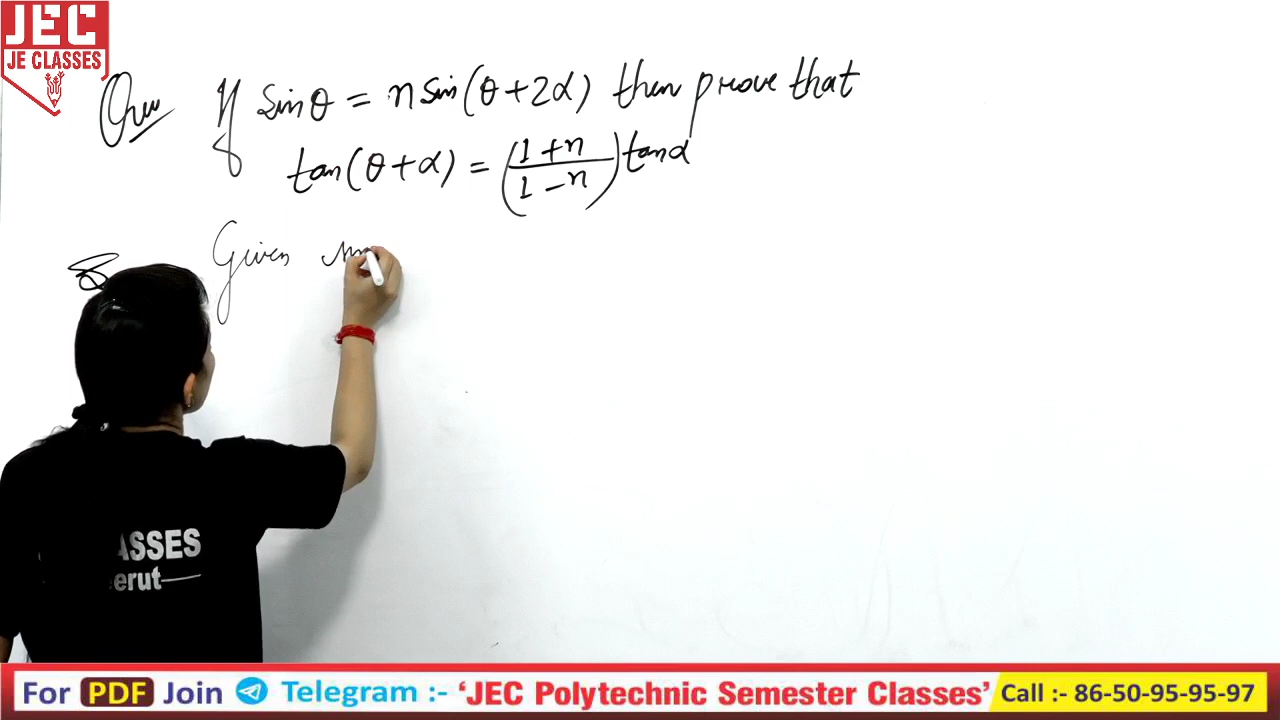 JEC
JE CLASSES
Que If sinθ = n sin(θ+2α) then prove that
tan(θ+α) = (1+n / 1-n) tanα
Given
ASSES
erut
For PDF Join Telegram :- ‘JEC Polytechnic Semester Classes’ Call :- 86-50-95-95-97